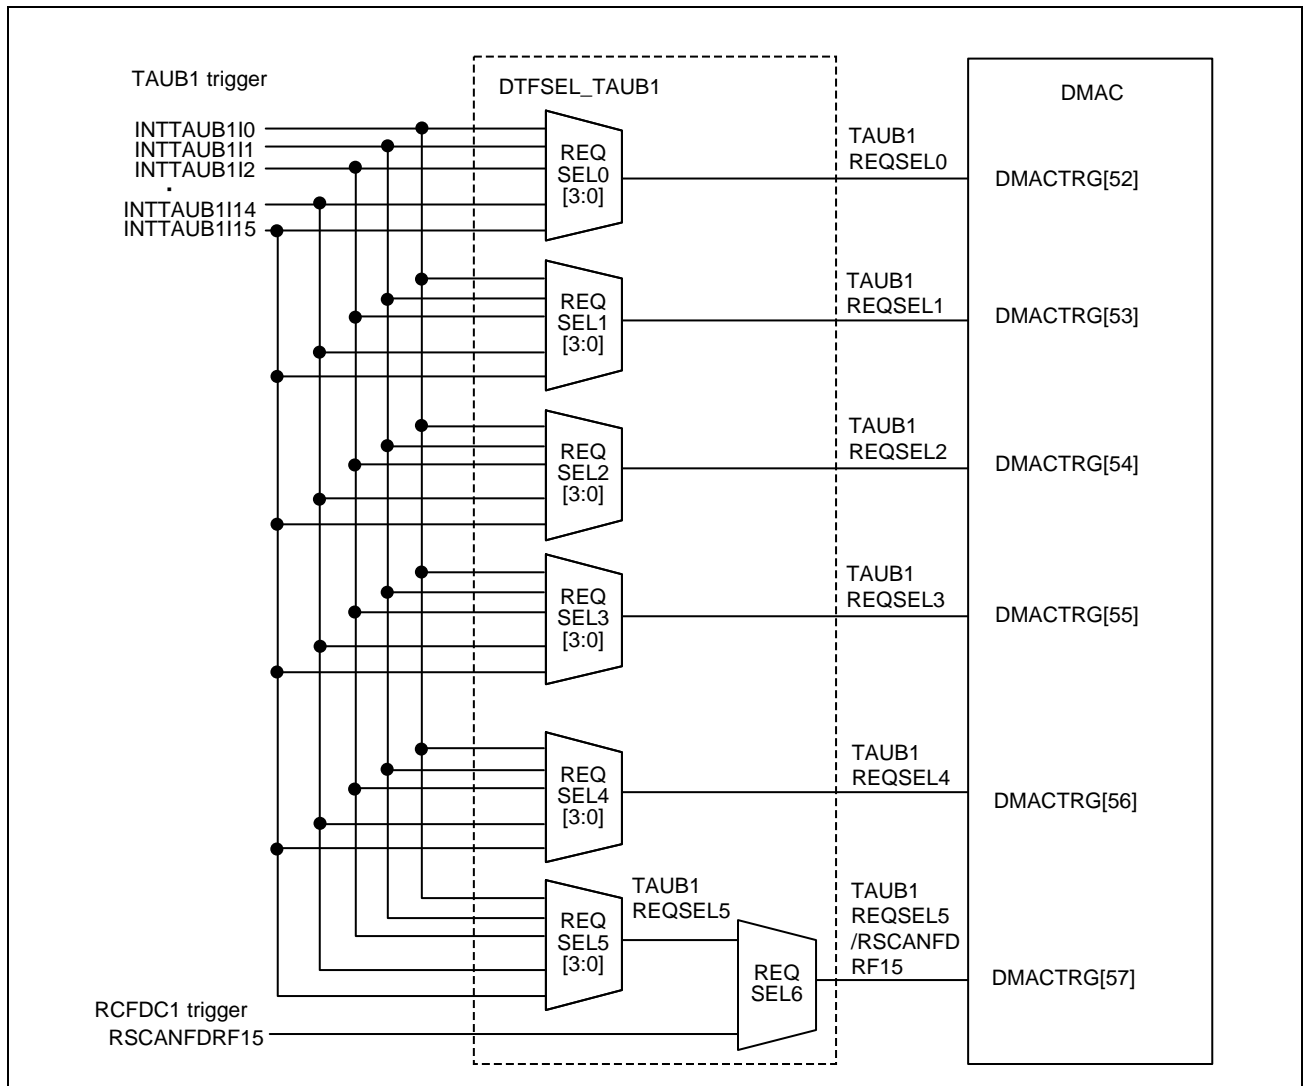 TAUB1 trigger
DTFSEL_TAUB1
DMAC
INTTAUB1I0
INTTAUB1I1
INTTAUB1I2
.
INTTAUB1I14
INTTAUB1I15
REQ
SEL0
[3:0]
TAUB1
REQSEL0
DMACTRG[52]
REQ
SEL1
[3:0]
TAUB1
REQSEL1
DMACTRG[53]
REQ
SEL2
[3:0]
TAUB1
REQSEL2
DMACTRG[54]
REQ
SEL3
[3:0]
TAUB1
REQSEL3
DMACTRG[55]
REQ
SEL4
[3:0]
TAUB1
REQSEL4
DMACTRG[56]
REQ
SEL5
[3:0]
TAUB1
REQSEL5
REQ
SEL6
TAUB1
REQSEL5
/RSCANFD
RF15
DMACTRG[57]
RCFDC1 trigger
RSCANFDRF15